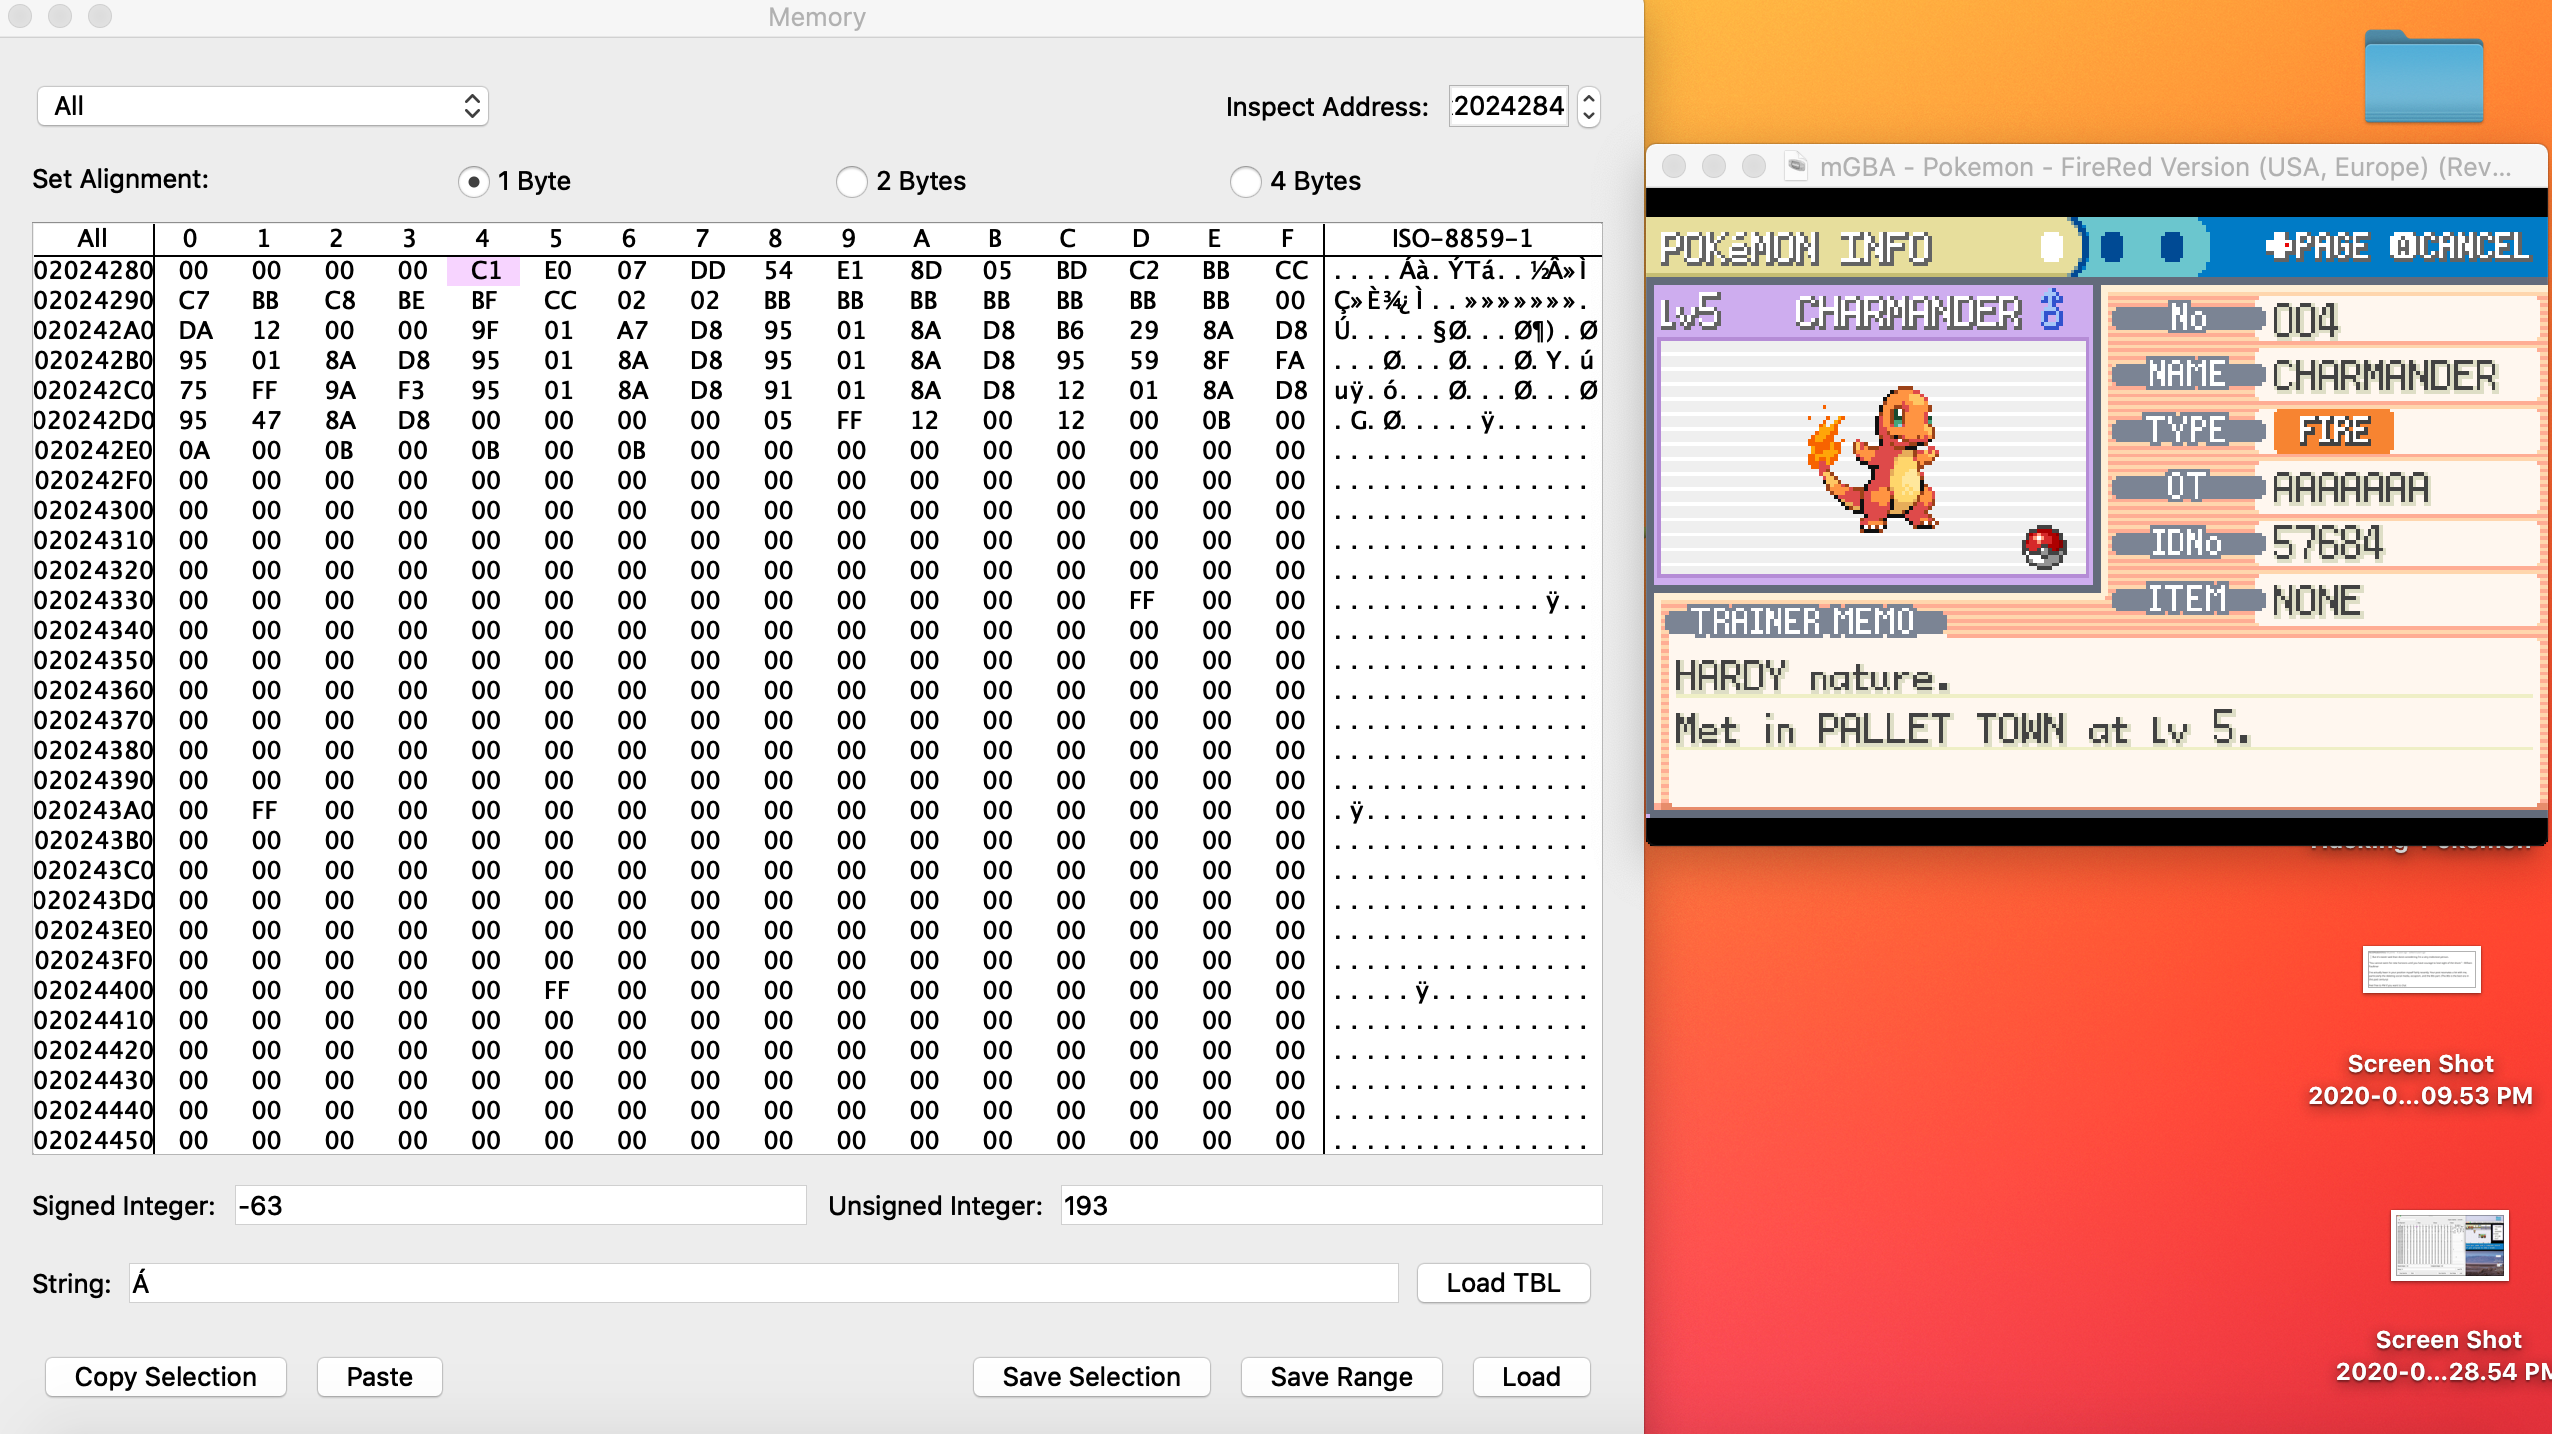 Memory
All
Inspect Address: 2024284
Set Alignment: 1 Byte 2 Bytes 4 Bytes
All 0 1 2 3 4 5 6 7 8 9 A B C D E F ISO-8859-1
02024280 00 00 00 00 C1 E0 07 DD 54 E1 8D 05 BD C2 BB CC ....Áà.ÝTá..½Â»Ì
02024290 C7 BB C8 BE BF CC 02 02 BB BB BB BB BB BB BB 00 Ç»È¾¿Ì..»»»»»»».
020242A0 DA 12 00 00 9F 01 A7 D8 95 01 8A D8 B6 29 8A D8 Ú.....§Ø...Ø¶).Ø
020242B0 95 01 8A D8 95 01 8A D8 95 01 8A D8 95 59 8F FA ...Ø...Ø...Ø.Y.ú
020242C0 75 FF 9A F3 95 01 8A D8 91 01 8A D8 12 01 8A D8 uÿ.ó...Ø...Ø...Ø
020242D0 95 47 8A D8 00 00 00 00 05 FF 12 00 12 00 0B 00 .G.Ø.....ÿ......
020242E0 0A 00 0B 00 0B 00 0B 00 00 00 00 00 00 00 00 00 ................
020242F0 00 00 00 00 00 00 00 00 00 00 00 00 00 00 00 00 ................
02024300 00 00 00 00 00 00 00 00 00 00 00 00 00 00 00 00 ................
02024310 00 00 00 00 00 00 00 00 00 00 00 00 00 00 00 00 ................
02024320 00 00 00 00 00 00 00 00 00 00 00 00 00 00 00 00 ................
02024330 00 00 00 00 00 00 00 00 00 00 00 00 00 FF 00 00 .............ÿ..
02024340 00 00 00 00 00 00 00 00 00 00 00 00 00 00 00 00 ................
02024350 00 00 00 00 00 00 00 00 00 00 00 00 00 00 00 00 ................
02024360 00 00 00 00 00 00 00 00 00 00 00 00 00 00 00 00 ................
02024370 00 00 00 00 00 00 00 00 00 00 00 00 00 00 00 00 ................
02024380 00 00 00 00 00 00 00 00 00 00 00 00 00 00 00 00 ................
02024390 00 00 00 00 00 00 00 00 00 00 00 00 00 00 00 00 ................
020243A0 00 FF 00 00 00 00 00 00 00 00 00 00 00 00 00 00 .ÿ..............
020243B0 00 00 00 00 00 00 00 00 00 00 00 00 00 00 00 00 ................
020243C0 00 00 00 00 00 00 00 00 00 00 00 00 00 00 00 00 ................
020243D0 00 00 00 00 00 00 00 00 00 00 00 00 00 00 00 00 ................
020243E0 00 00 00 00 00 00 00 00 00 00 00 00 00 00 00 00 ................
020243F0 00 00 00 00 00 00 00 00 00 00 00 00 00 00 00 00 ................
02024400 00 00 00 00 00 FF 00 00 00 00 00 00 00 00 00 00 .....ÿ..........
02024410 00 00 00 00 00 00 00 00 00 00 00 00 00 00 00 00 ................
02024420 00 00 00 00 00 00 00 00 00 00 00 00 00 00 00 00 ................
02024430 00 00 00 00 00 00 00 00 00 00 00 00 00 00 00 00 ................
02024440 00 00 00 00 00 00 00 00 00 00 00 00 00 00 00 00 ................
02024450 00 00 00 00 00 00 00 00 00 00 00 00 00 00 00 00 ................
Signed Integer: -63 Unsigned Integer: 193
String: Á Load TBL
Copy Selection Paste Save Selection Save Range Load
mGBA - Pokemon - FireRed Version (USA, Europe) (Rev...
POKéMON INFO PAGE CANCEL
Lv5 CHARMANDER ♂
No 004
NAME CHARMANDER
TYPE FIRE
OT AAAAAAA
IDNo 57684
ITEM NONE
TRAINER MEMO
HARDY nature.
Met in PALLET TOWN at Lv 5.
Screen Shot
2020-0...09.53 PM
Screen Shot
2020-0...28.54 PM